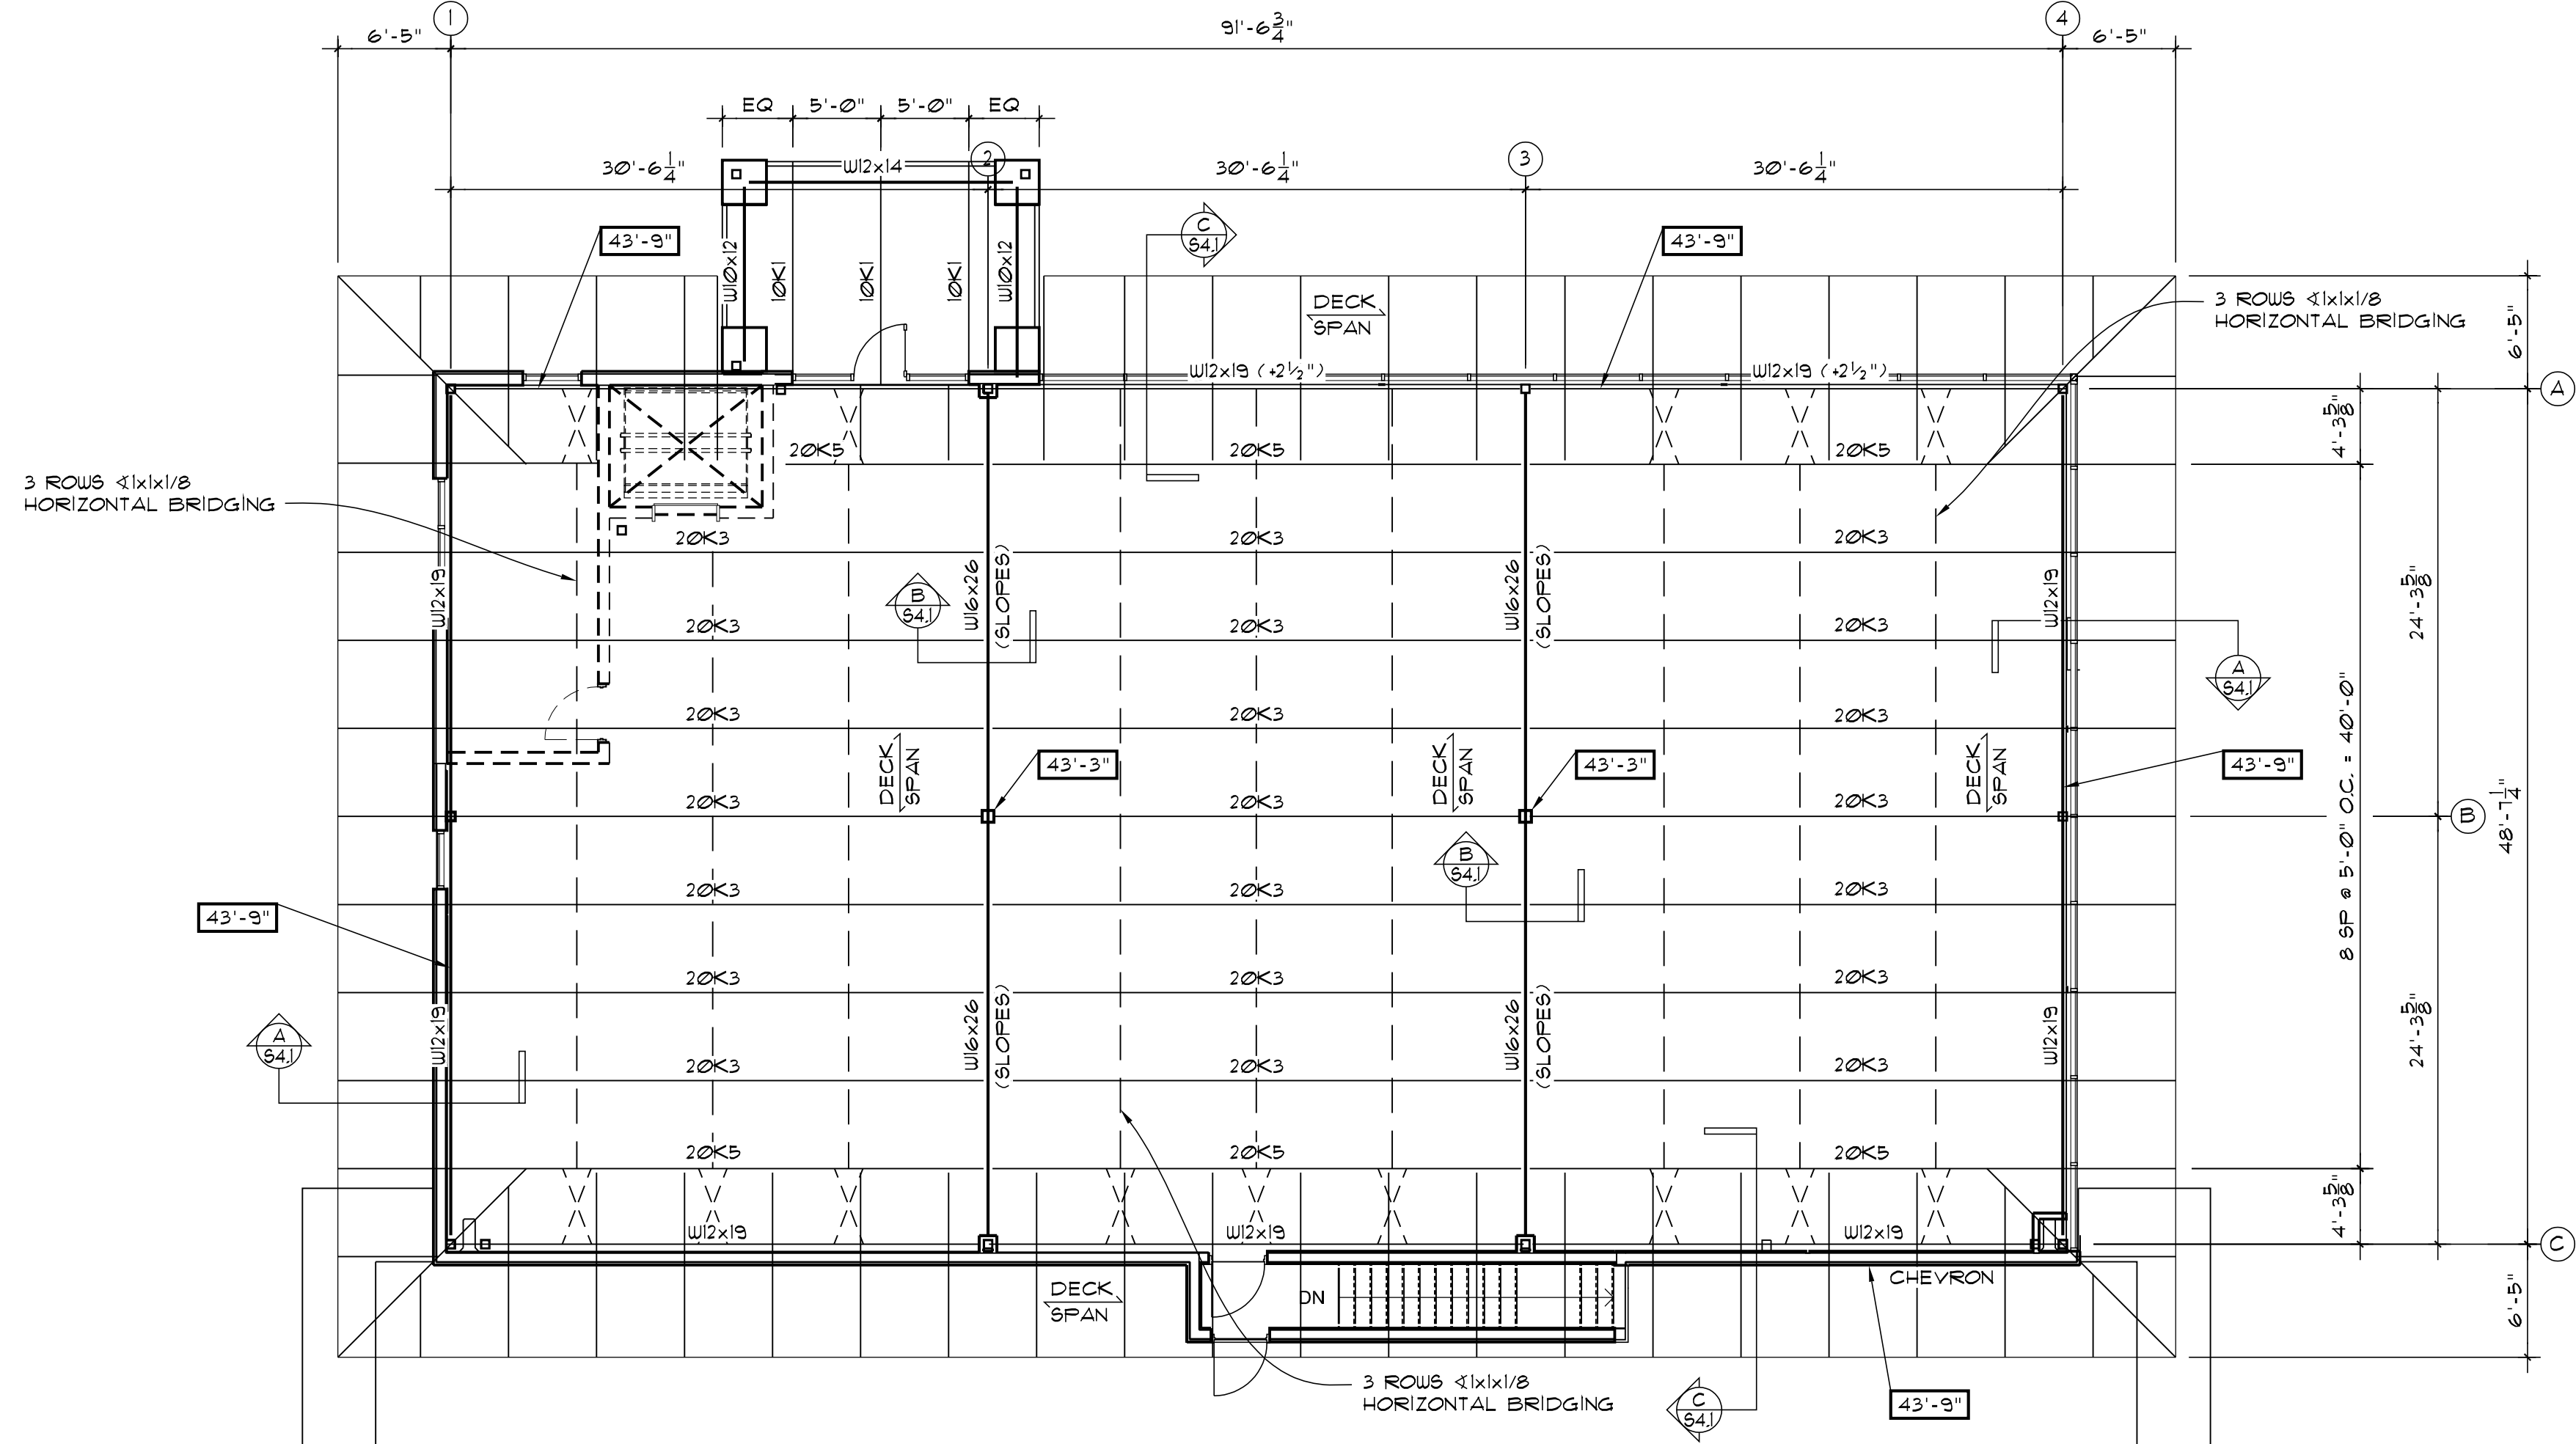 1
4
6'-5"
91'-6 3/4"
6'-5"
EQ
5'-0"
5'-0"
EQ
30'-6 1/4"
W12x14
2
30'-6 1/4"
3
30'-6 1/4"
43'-9"
C
S4.1
43'-9"
W10x12
10K1
10K1
10K1
W10x12
DECK
SPAN
3 ROWS ∢1x1x1/8
HORIZONTAL BRIDGING
6'-5"
W12x19 (+2 1/2")
W12x19 (+2 1/2")
A
4'-3 5/8"
20K5
20K5
20K5
3 ROWS ∢1x1x1/8
HORIZONTAL BRIDGING
20K3
20K3
20K3
W12x19
B
S4.1
W16x26
(SLOPES)
W16x26
(SLOPES)
W12x19
24'-3 5/8"
20K3
20K3
20K3
A
S4.1
20K3
20K3
20K3
DECK
SPAN
43'-3"
DECK
SPAN
43'-3"
DECK
SPAN
43'-9"
8 SP @ 5'-0" O.C. = 40'-0"
48'-7 1/4"
B
20K3
20K3
B
S4.1
20K3
20K3
20K3
43'-9"
20K3
20K3
20K3
W12x19
W16x26
(SLOPES)
W16x26
(SLOPES)
W12x19
24'-3 5/8"
A
S4.1
20K3
20K3
20K3
20K5
20K5
20K5
4'-3 5/8"
W12x19
W12x19
W12x19
C
CHEVRON
DECK
SPAN
DN
6'-5"
3 ROWS ∢1x1x1/8
HORIZONTAL BRIDGING
C
S4.1
43'-9"